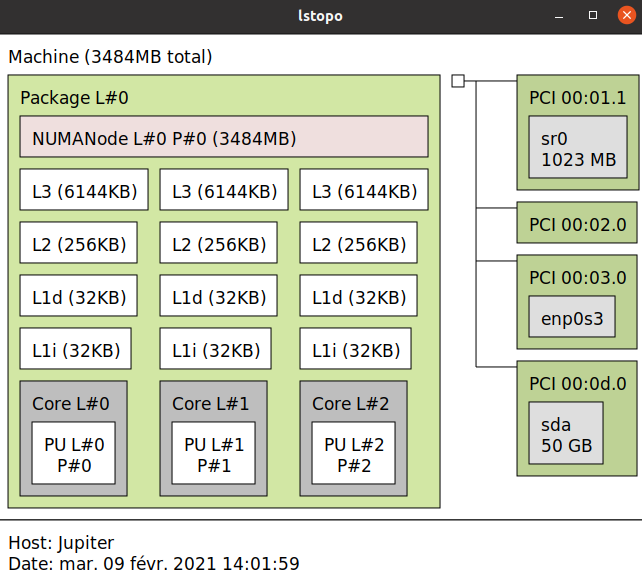 lstopo
Machine (3484MB total)
Package L#0
NUMANode L#0 P#0 (3484MB)
L3 (6144KB) L3 (6144KB) L3 (6144KB)
L2 (256KB) L2 (256KB) L2 (256KB)
L1d (32KB) L1d (32KB) L1d (32KB)
L1i (32KB) L1i (32KB) L1i (32KB)
Core L#0 Core L#1 Core L#2
PU L#0 PU L#1 PU L#2
P#0 P#1 P#2
PCI 00:01.1
sr0
1023 MB
PCI 00:02.0
PCI 00:03.0
enp0s3
PCI 00:0d.0
sda
50 GB
Host: Jupiter
Date: mar. 09 févr. 2021 14:01:59